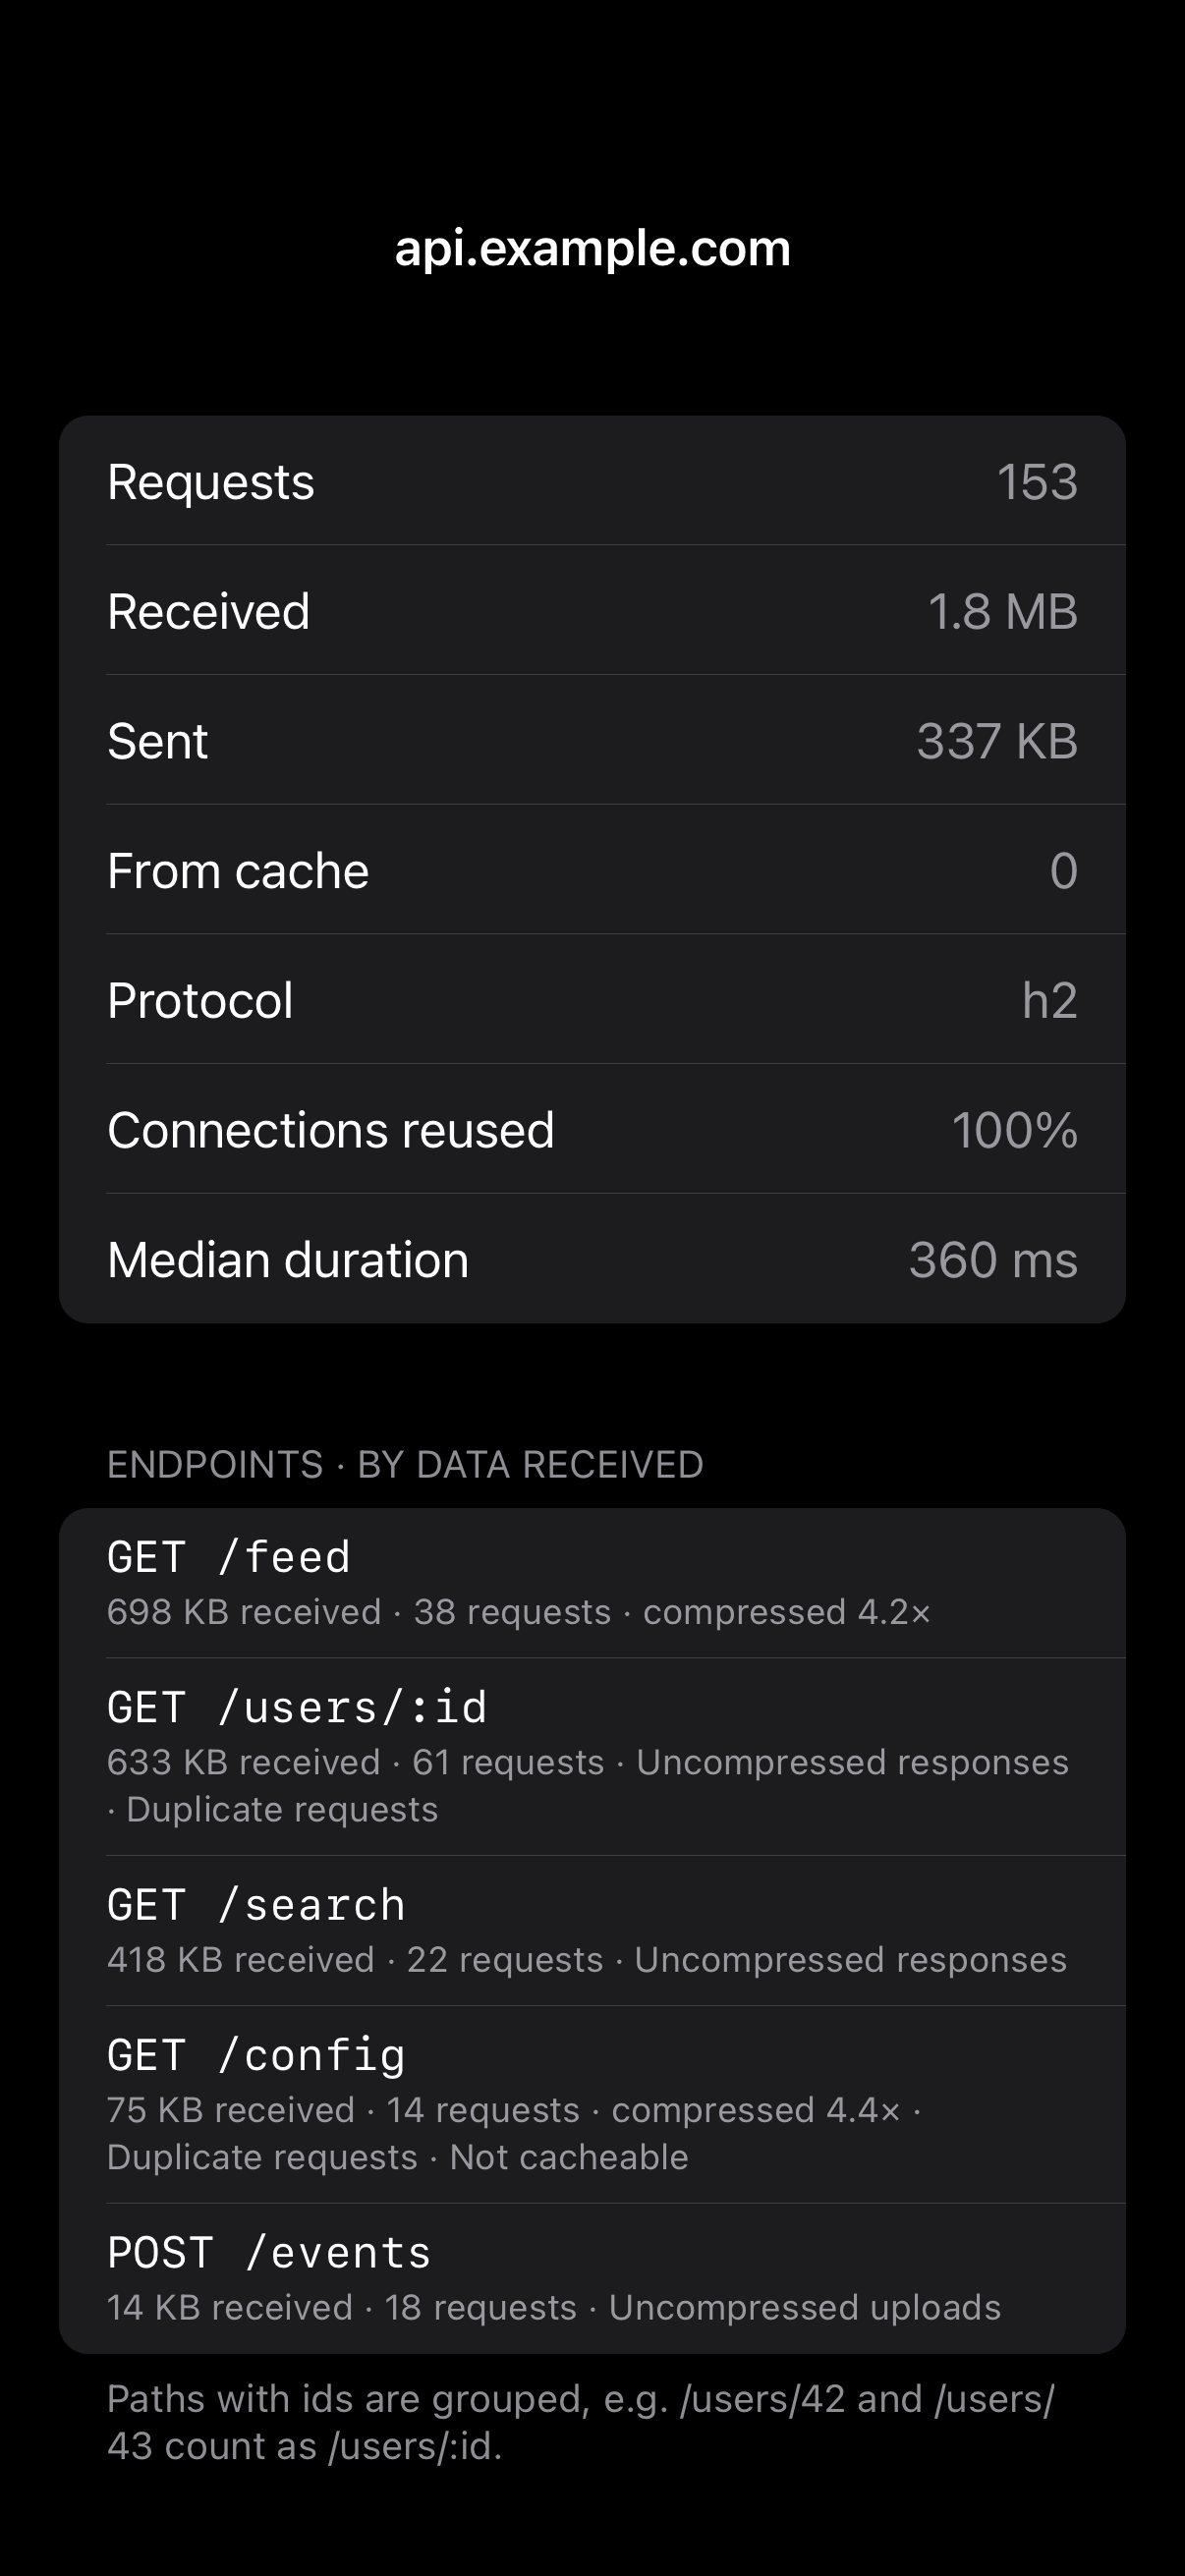 api.example.com
Requests 153
Received 1.8 MB
Sent 337 KB
From cache 0
Protocol h2
Connections reused 100%
Median duration 360 ms
ENDPOINTS · BY DATA RECEIVED
GET /feed
698 KB received · 38 requests · compressed 4.2×
GET /users/:id
633 KB received · 61 requests · Uncompressed responses
· Duplicate requests
GET /search
418 KB received · 22 requests · Uncompressed responses
GET /config
75 KB received · 14 requests · compressed 4.4× ·
Duplicate requests · Not cacheable
POST /events
14 KB received · 18 requests · Uncompressed uploads
Paths with ids are grouped, e.g. /users/42 and /users/
43 count as /users/:id.